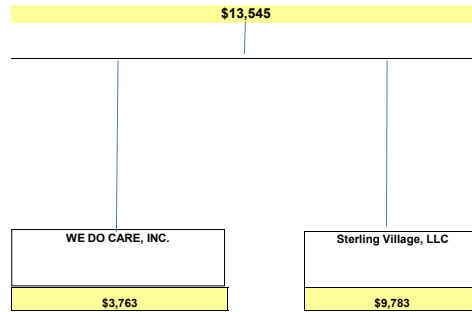 $13,545
WE DO CARE, INC.
Sterling Village, LLC
$3,763
$9,783